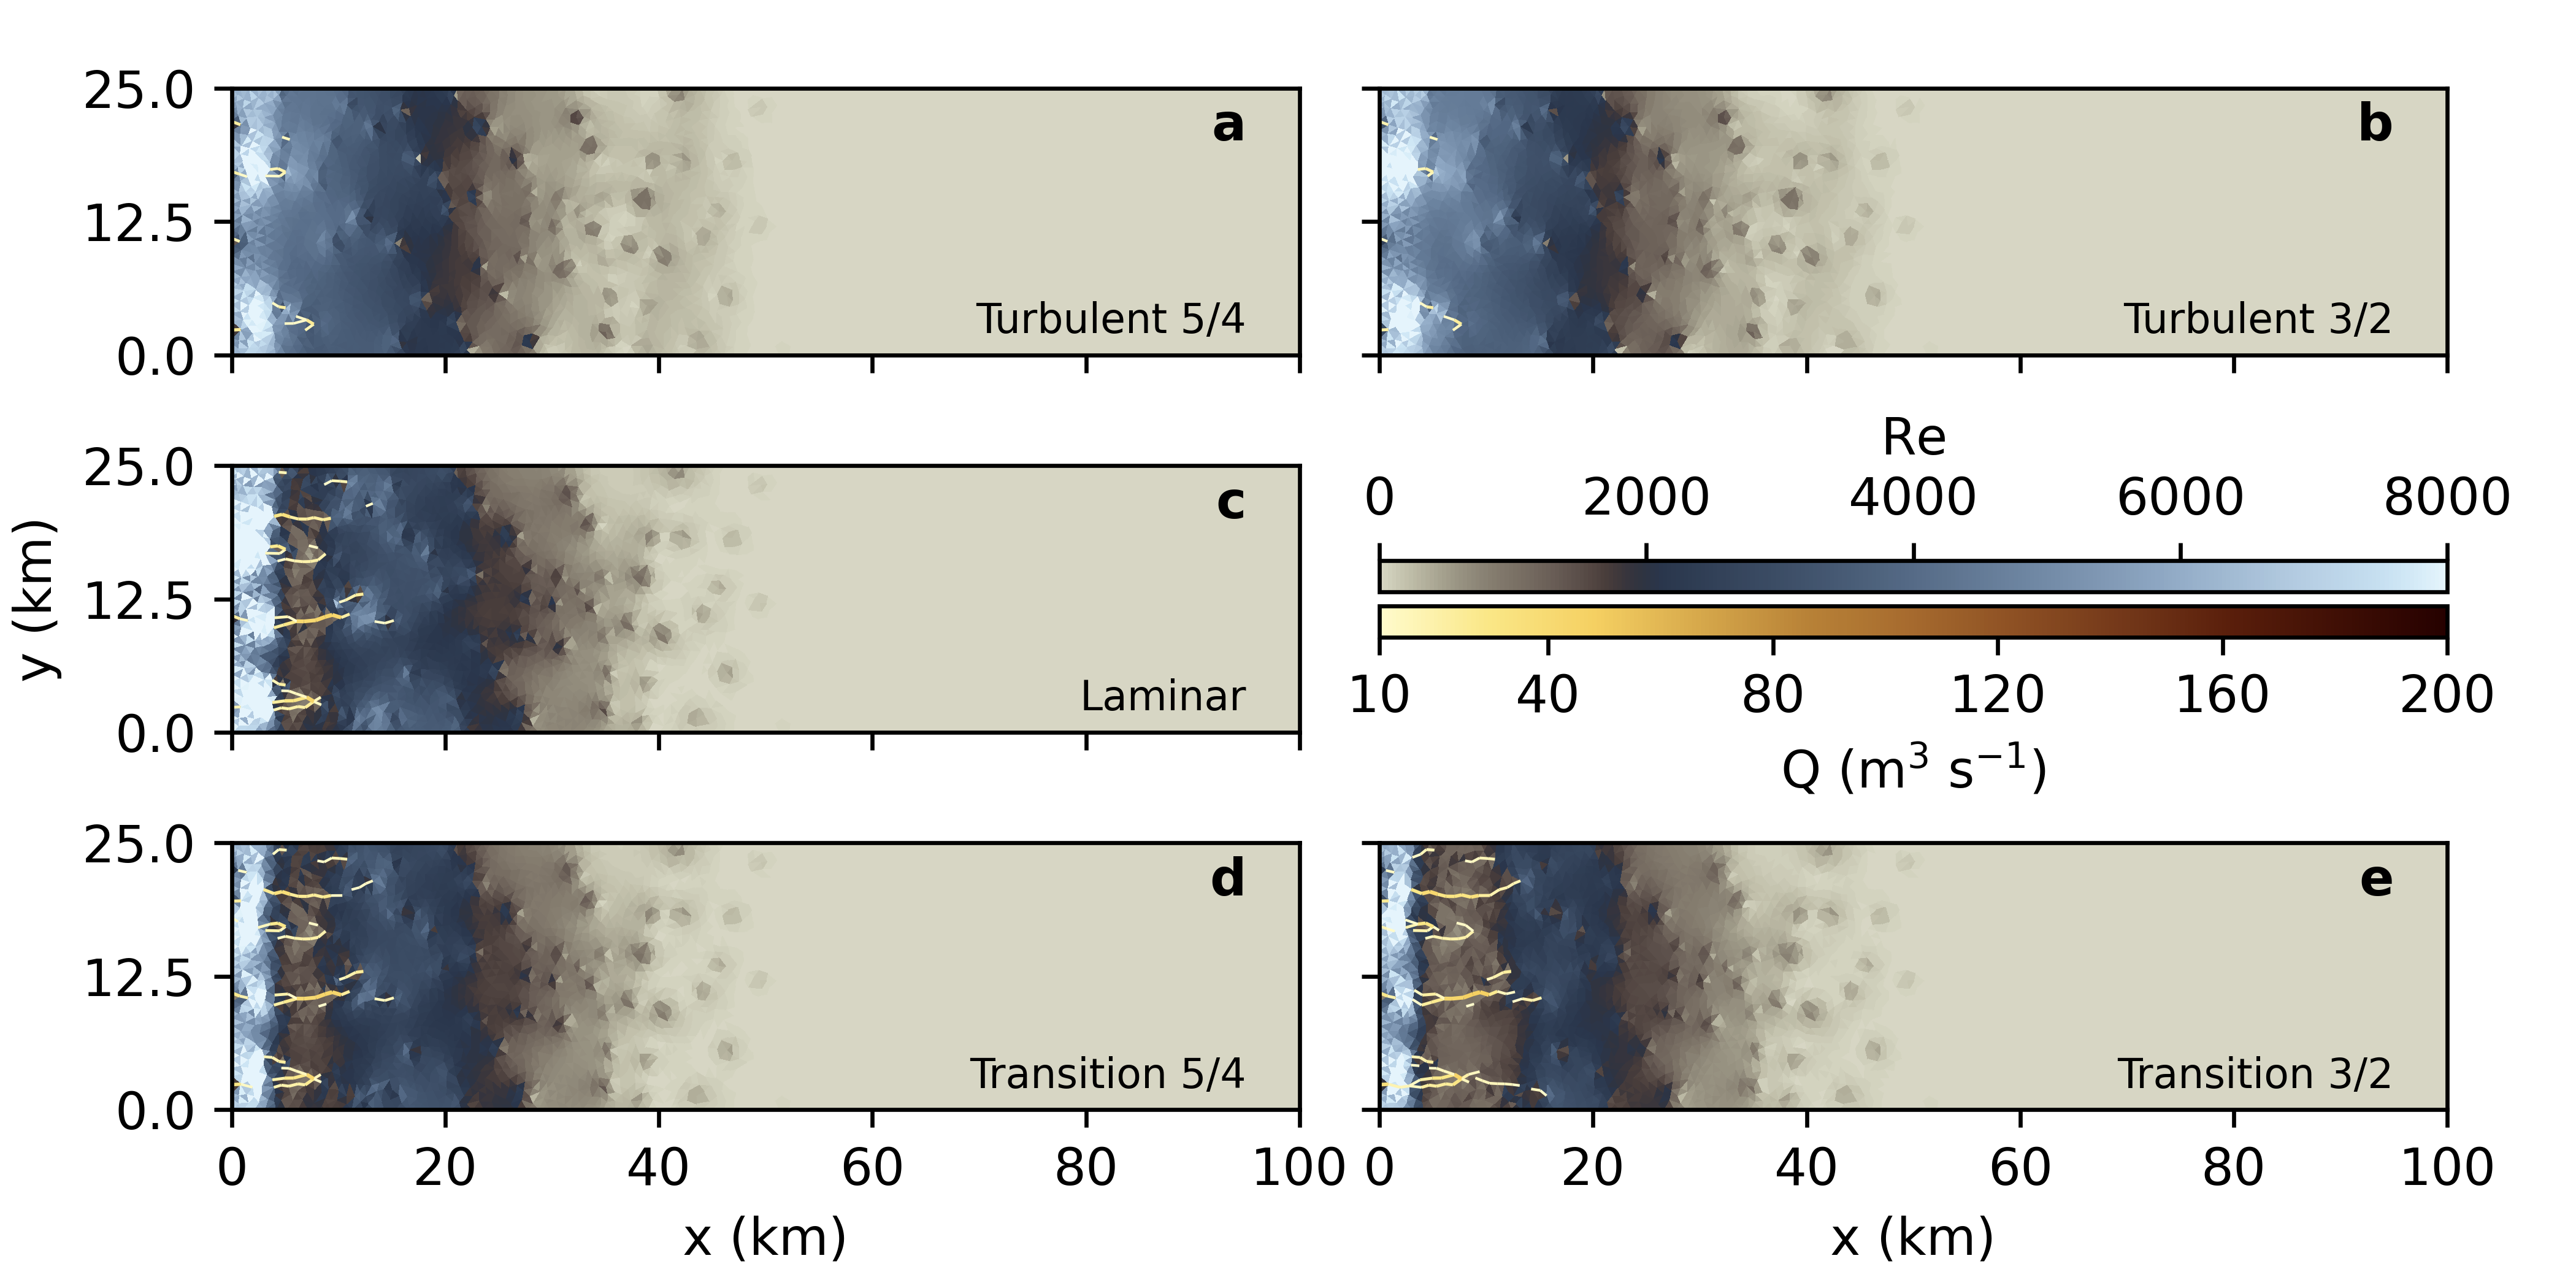 25.0
12.5
0.0
a
Turbulent 5/4
b
Turbulent 3/2
y (km)
25.0
12.5
0.0
c
Laminar
Re
0 2000 4000 6000 8000
10 40 80 120 160 200
Q (m³ s⁻¹)
25.0
12.5
0.0
d
Transition 5/4
e
Transition 3/2
0 20 40 60 80 100
0 20 40 60 80 100
x (km)
x (km)